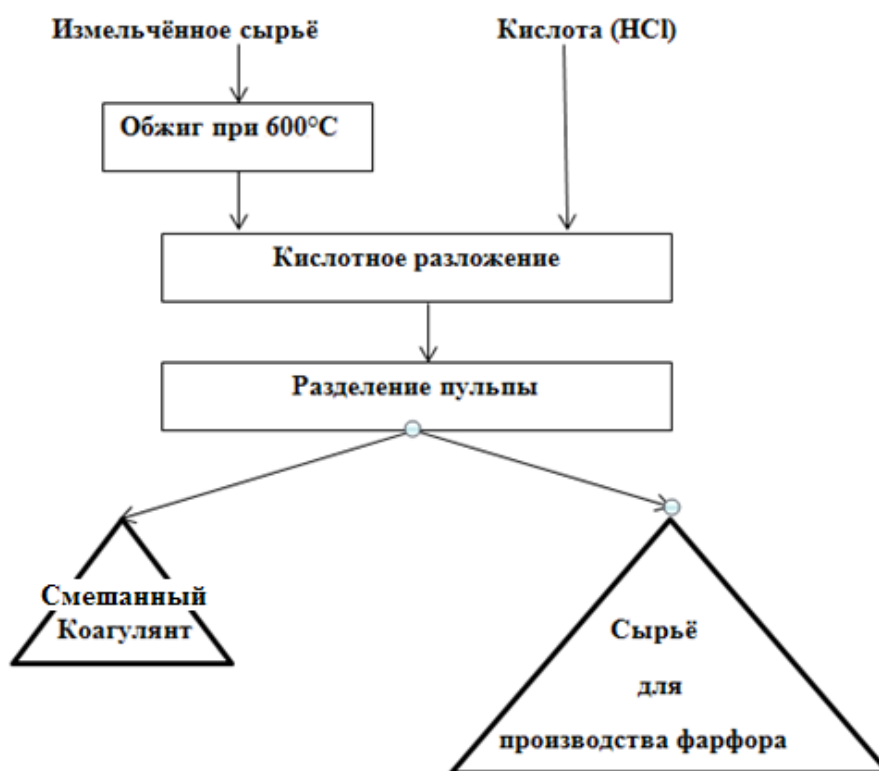 Измельчённое сырьё
Кислота (HCl)
Обжиг при 600°С
Кислотное разложение
Разделение пульпы
Смешанный
Коагулянт
Сырьё
для
производства фарфора